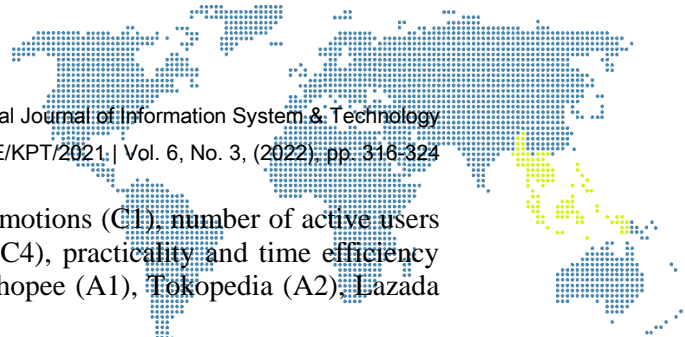 al Journal of Information System & Technology
E/KPT/2021 | Vol. 6, No. 3, (2022), pp. 316-324
motions (C1), number of active users
C4), practicality and time efficiency
hopee (A1), Tokopedia (A2), Lazada